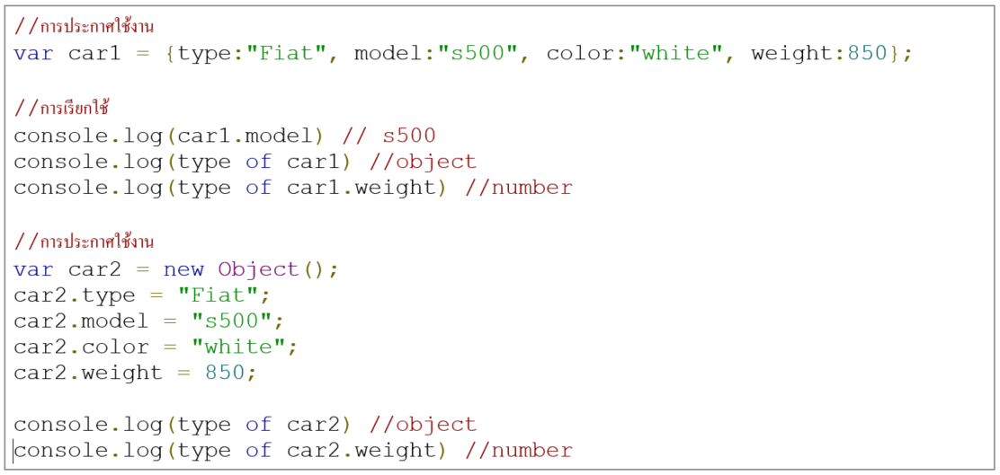 //การประกาศใช้งาน
var car1 = {type:"Fiat", model:"s500", color:"white", weight:850};
//การเรียกใช้
console.log(car1.model) // s500
console.log(type of car1) //object
console.log(type of car1.weight) //number
//การประกาศใช้งาน
var car2 = new Object();
car2.type = "Fiat";
car2.model = "s500";
car2.color = "white";
car2.weight = 850;
console.log(type of car2) //object
console.log(type of car2.weight) //number